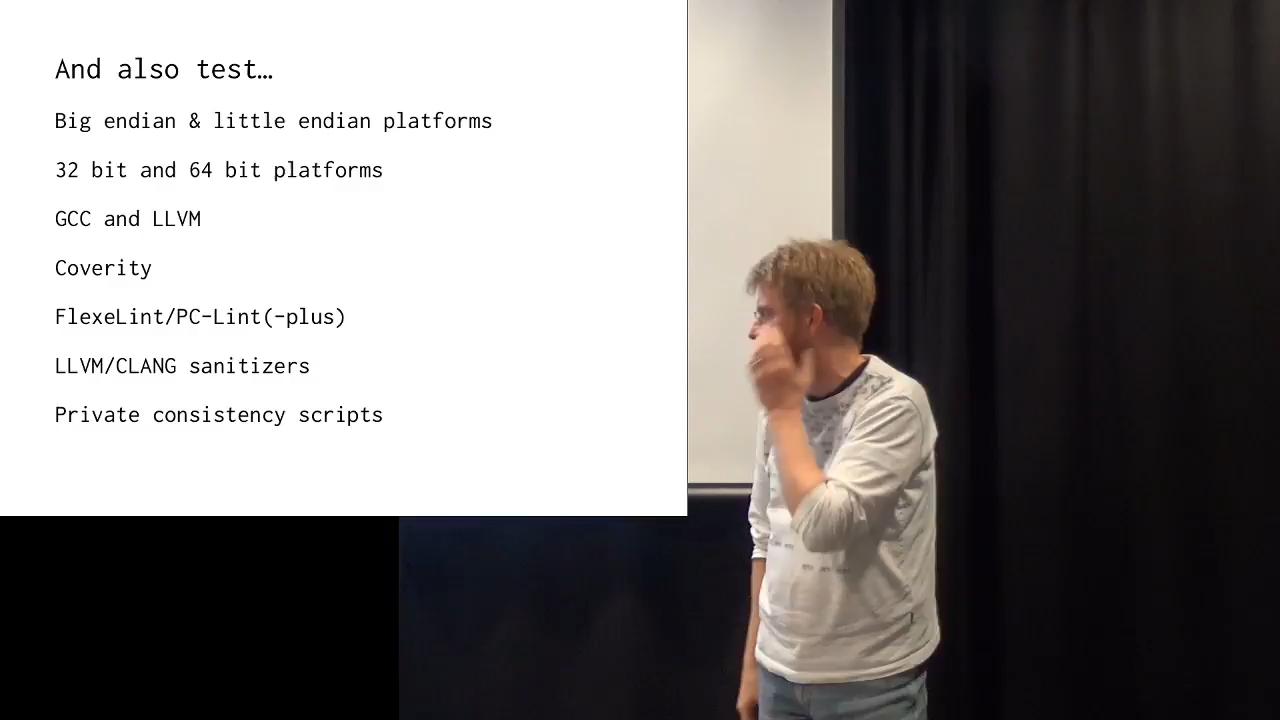 And also test…
Big endian & little endian platforms
32 bit and 64 bit platforms
GCC and LLVM
Coverity
FlexeLint/PC-Lint(-plus)
LLVM/CLANG sanitizers
Private consistency scripts